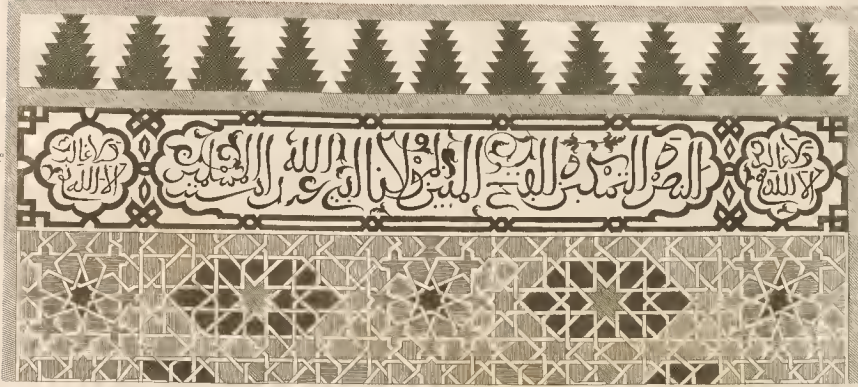 ولا غالب
الا الله
النصر والتمكين والفتح المبين لمولانا ابي عبد الله امير المسلمين
ولا غالب
الا الله